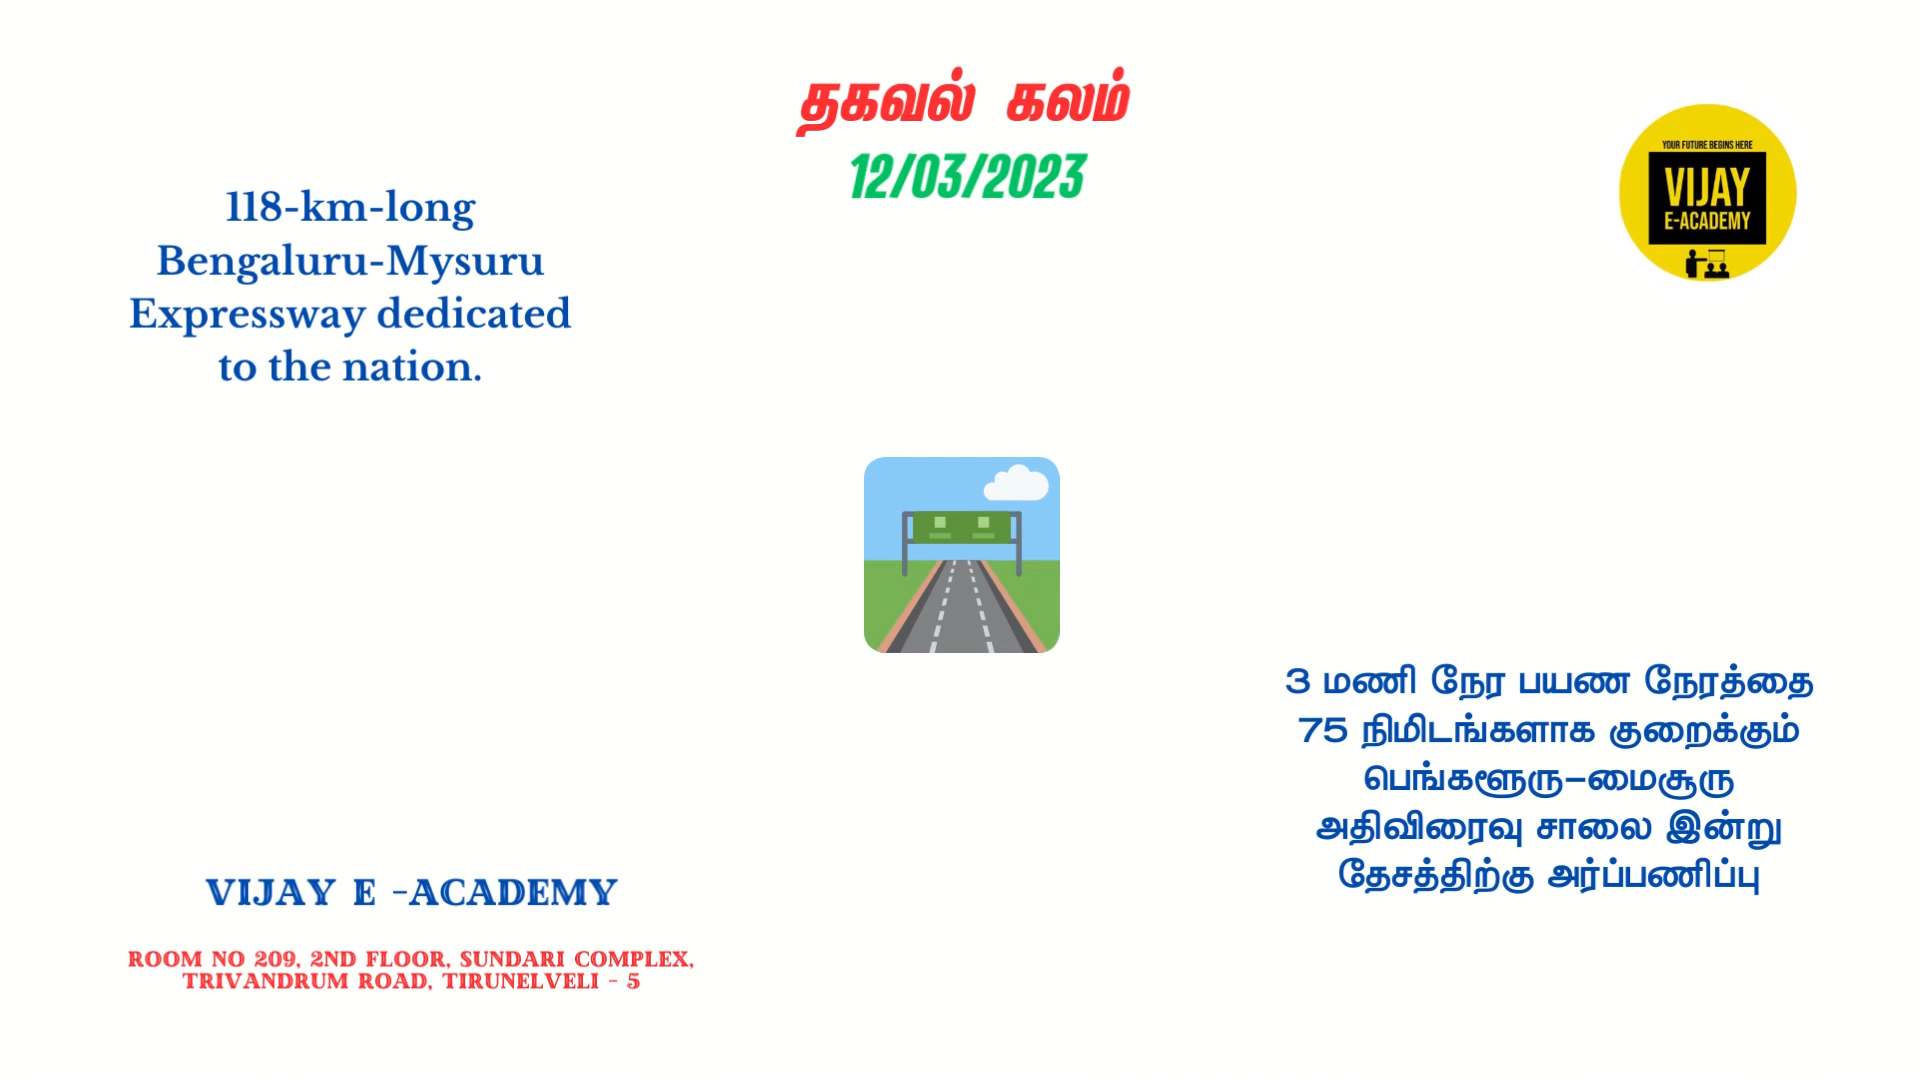 தகவல் கலம்
12/03/2023
118-km-long
Bengaluru-Mysuru
Expressway dedicated
to the nation.
YOUR FUTURE BEGINS HERE
VIJAY
E-ACADEMY
3 மணி நேர பயண நேரத்தை
75 நிமிடங்களாக குறைக்கும்
பெங்களூரு-மைசூரு
அதிவிரைவு சாலை இன்று
தேசத்திற்கு அர்ப்பணிப்பு
VIJAY E -ACADEMY
ROOM NO 209, 2ND FLOOR, SUNDARI COMPLEX,
TRIVANDRUM ROAD, TIRUNELVELI - 5